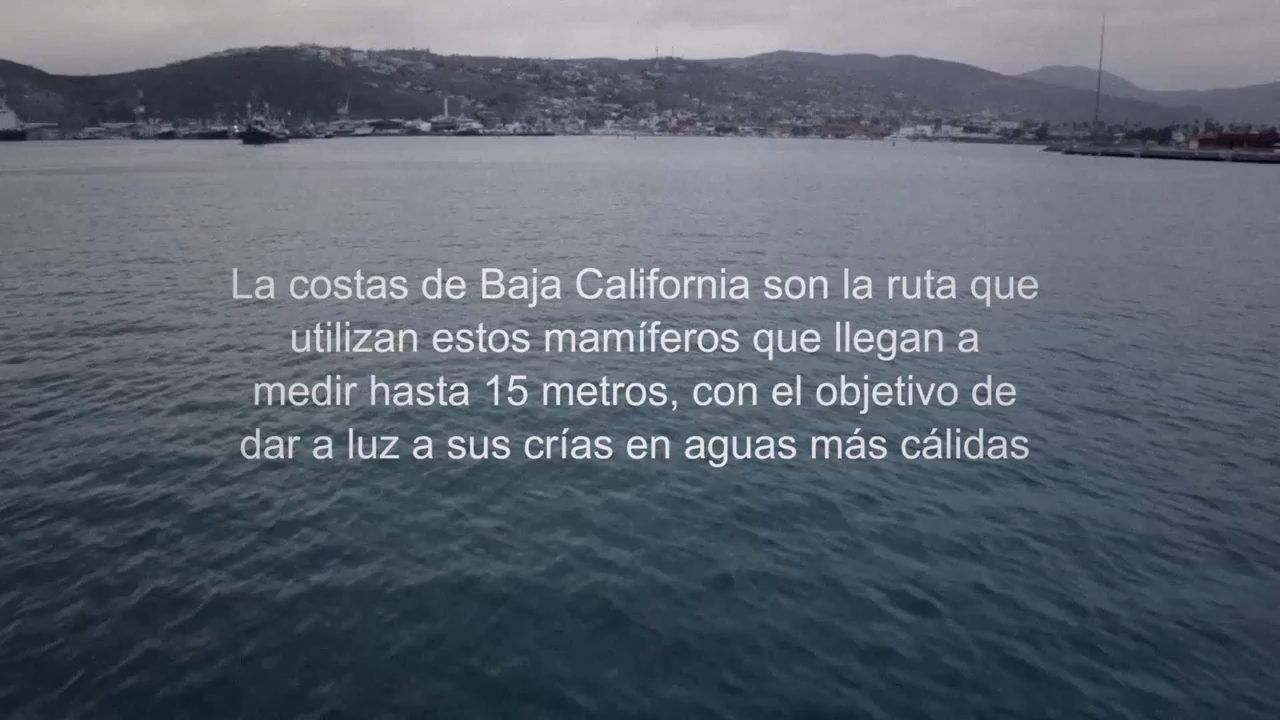 La costas de Baja California son la ruta que
utilizan estos mamíferos que llegan a
medir hasta 15 metros, con el objetivo de
dar a luz a sus crías en aguas más cálidas